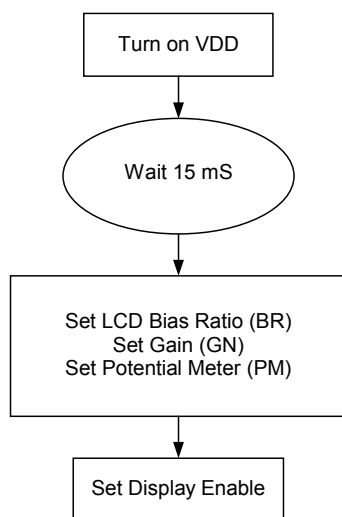 Turn on VDD
Wait 15 mS
Set LCD Bias Ratio (BR)
Set Gain (GN)
Set Potential Meter (PM)
Set Display Enable